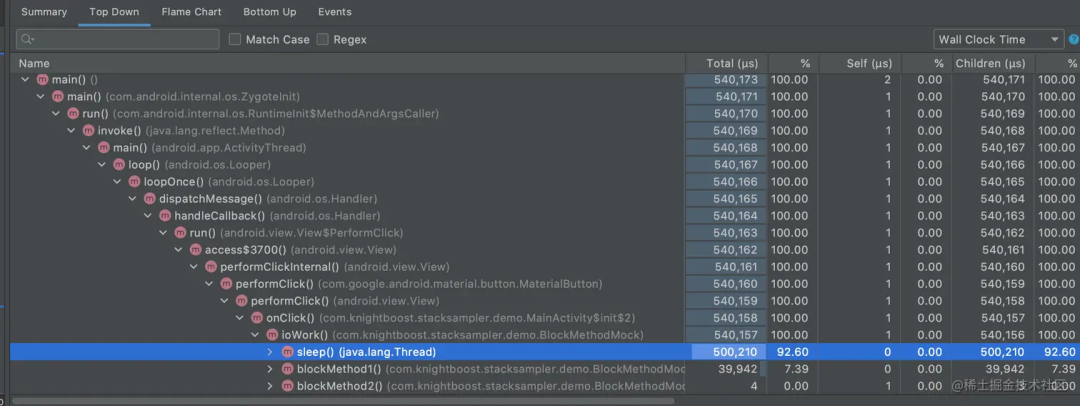 Summary Top Down Flame Chart Bottom Up Events
Match Case Regex Wall Clock Time ?
Name Total (μs) % Self (μs) % Children (μs) %
m main() () 540,173 100.00 2 0.00 540,171 100.00
m main() (com.android.internal.os.ZygoteInit) 540,171 100.00 1 0.00 540,170 100.00
m run() (com.android.internal.os.RuntimeInit$MethodAndArgsCaller) 540,170 100.00 1 0.00 540,169 100.00
m invoke() (java.lang.reflect.Method) 540,169 100.00 1 0.00 540,168 100.00
m main() (android.app.ActivityThread) 540,168 100.00 1 0.00 540,167 100.00
m loop() (android.os.Looper) 540,167 100.00 1 0.00 540,166 100.00
m loopOnce() (android.os.Looper) 540,166 100.00 1 0.00 540,165 100.00
m dispatchMessage() (android.os.Handler) 540,165 100.00 1 0.00 540,164 100.00
m handleCallback() (android.os.Handler) 540,164 100.00 1 0.00 540,163 100.00
m run() (android.view.View$PerformClick) 540,163 100.00 1 0.00 540,162 100.00
m access$3700() (android.view.View) 540,162 100.00 1 0.00 540,161 100.00
m performClickInternal() (android.view.View) 540,161 100.00 1 0.00 540,160 100.00
m performClick() (com.google.android.material.button.MaterialButton) 540,160 100.00 1 0.00 540,159 100.00
m performClick() (android.view.View) 540,159 100.00 1 0.00 540,158 100.00
m onClick() (com.knightboost.stacksampler.demo.MainActivity$init$2) 540,158 100.00 1 0.00 540,157 100.00
m ioWork() (com.knightboost.stacksampler.demo.BlockMethodMock) 540,157 100.00 1 0.00 540,156 100.00
m sleep() (java.lang.Thread) 500,210 92.60 0 0.00 500,210 92.60
m blockMethod1() (com.knightboost.stacksampler.demo.BlockMethodMoc 39,942 7.39 0 0.00 39,942 7.39
m blockMethod2() (com.knightboost.stacksampler.demo.BlockMethodMoc 4 0.00 1 0.00 3 0.00
@稀土掘金技术社区